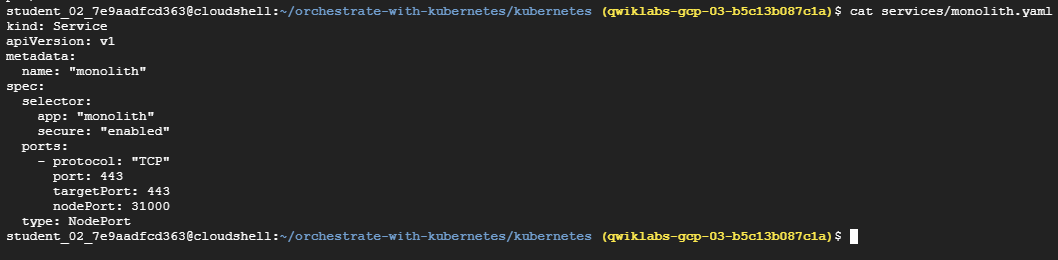 student_02_7e9aadfcd363@cloudshell:~/orchestrate-with-kubernetes/kubernetes (qwiklabs-gcp-03-b5c13b087c1a)$ cat services/monolith.yaml
kind: Service
apiVersion: v1
metadata:
  name: "monolith"
spec:
  selector:
    app: "monolith"
    secure: "enabled"
  ports:
    - protocol: "TCP"
      port: 443
      targetPort: 443
      nodePort: 31000
  type: NodePort
student_02_7e9aadfcd363@cloudshell:~/orchestrate-with-kubernetes/kubernetes (qwiklabs-gcp-03-b5c13b087c1a)$